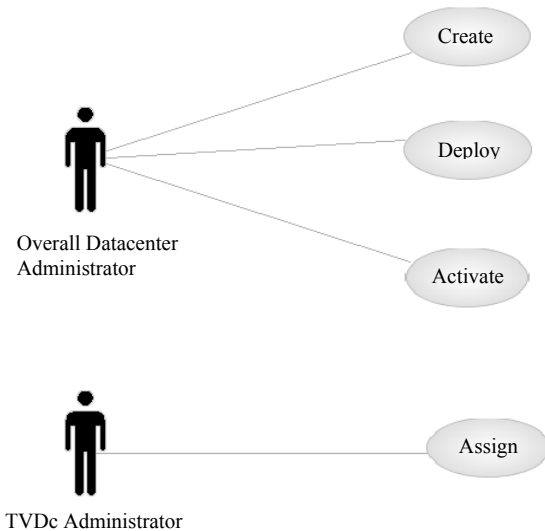 Create
Deploy
Overall Datacenter
Administrator
Activate
Assign
TVDc Administrator